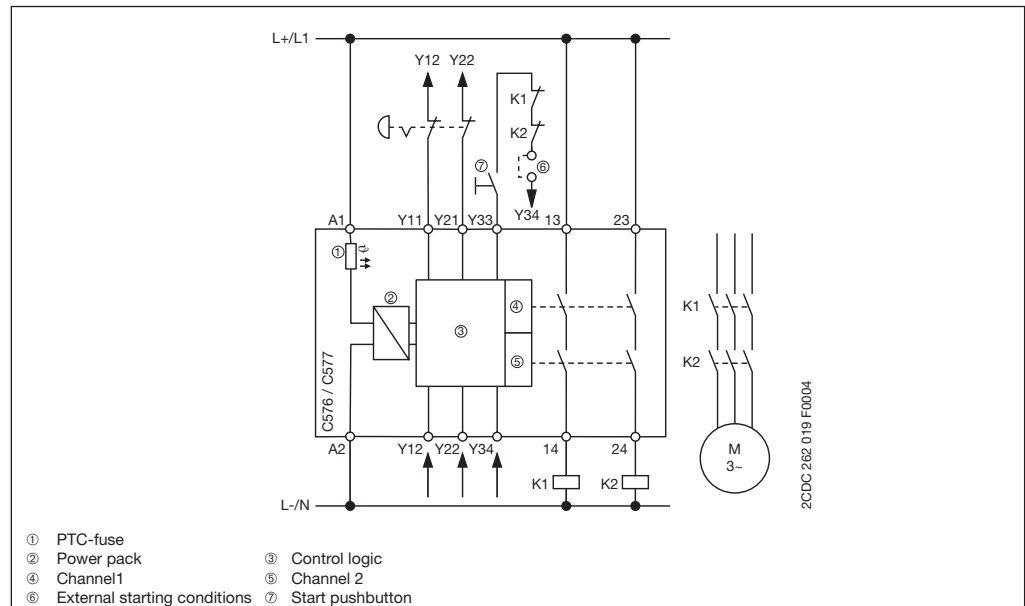 L+/L1
Y12 Y22
K1
K2
⑦
⑥
A1 Y11 Y21 Y33 Y34 13 23
①
②
③
④
⑤
K1
K2
C576 / C577
2CDC 262 019 F0004
M
3~
A2 Y12 Y22 Y34 14 24
K1 K2
L-/N
① PTC-fuse
② Power pack ③ Control logic
④ Channel1 ⑤ Channel 2
⑥ External starting conditions ⑦ Start pushbutton